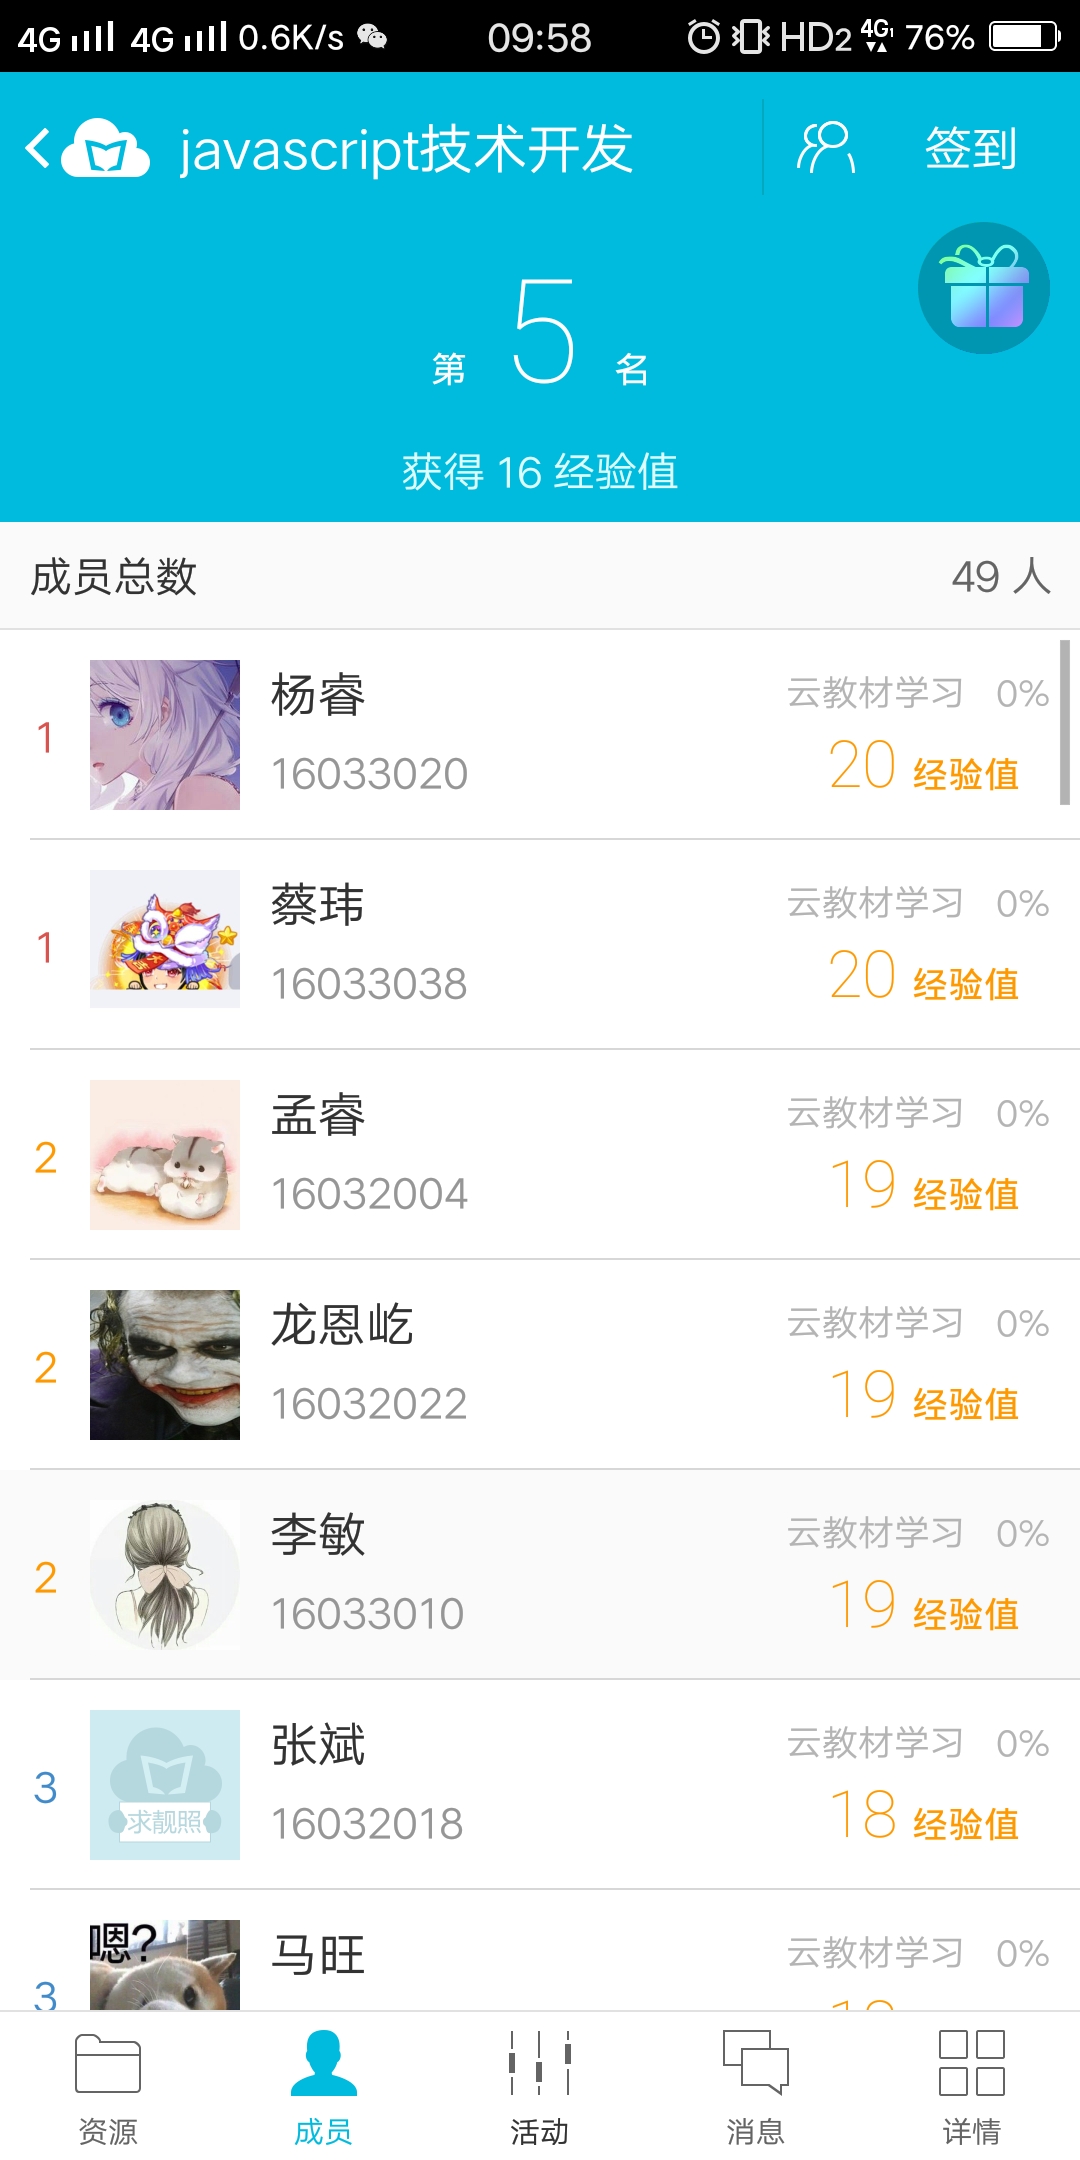 4G 4G 0.6K/s 09:58 HD2 4G1 76%
javascript技术开发 签到
第 5 名
获得 16 经验值
成员总数 49 人
1 杨睿 云教材学习 0%
16033020 20 经验值
1 蔡玮 云教材学习 0%
16033038 20 经验值
2 孟睿 云教材学习 0%
16032004 19 经验值
2 龙恩屹 云教材学习 0%
16032022 19 经验值
2 李敏 云教材学习 0%
16033010 19 经验值
3 张斌 云教材学习 0%
求靓照
16032018 18 经验值
嗯?
3 马旺 云教材学习 0%
资源 成员 活动 消息 详情